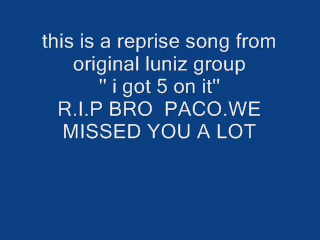 this is a reprise song from
original luniz group
" i got 5 on it"
R.I.P BRO  PACO.WE
MISSED YOU A LOT